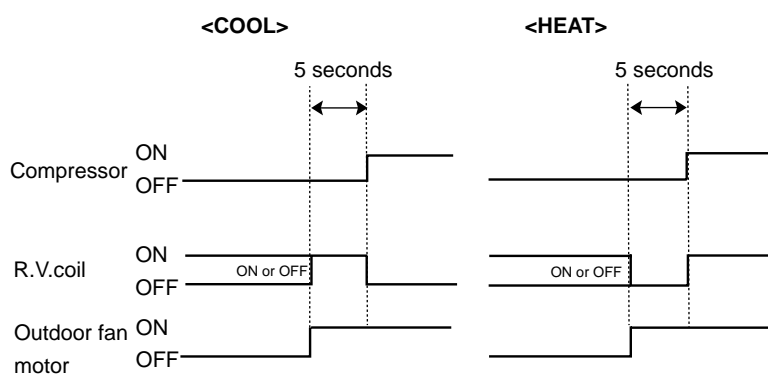 <COOL>
<HEAT>
5 seconds
5 seconds
Compressor
ON
OFF
R.V.coil
ON
OFF
ON or OFF
ON or OFF
Outdoor fan
motor
ON
OFF